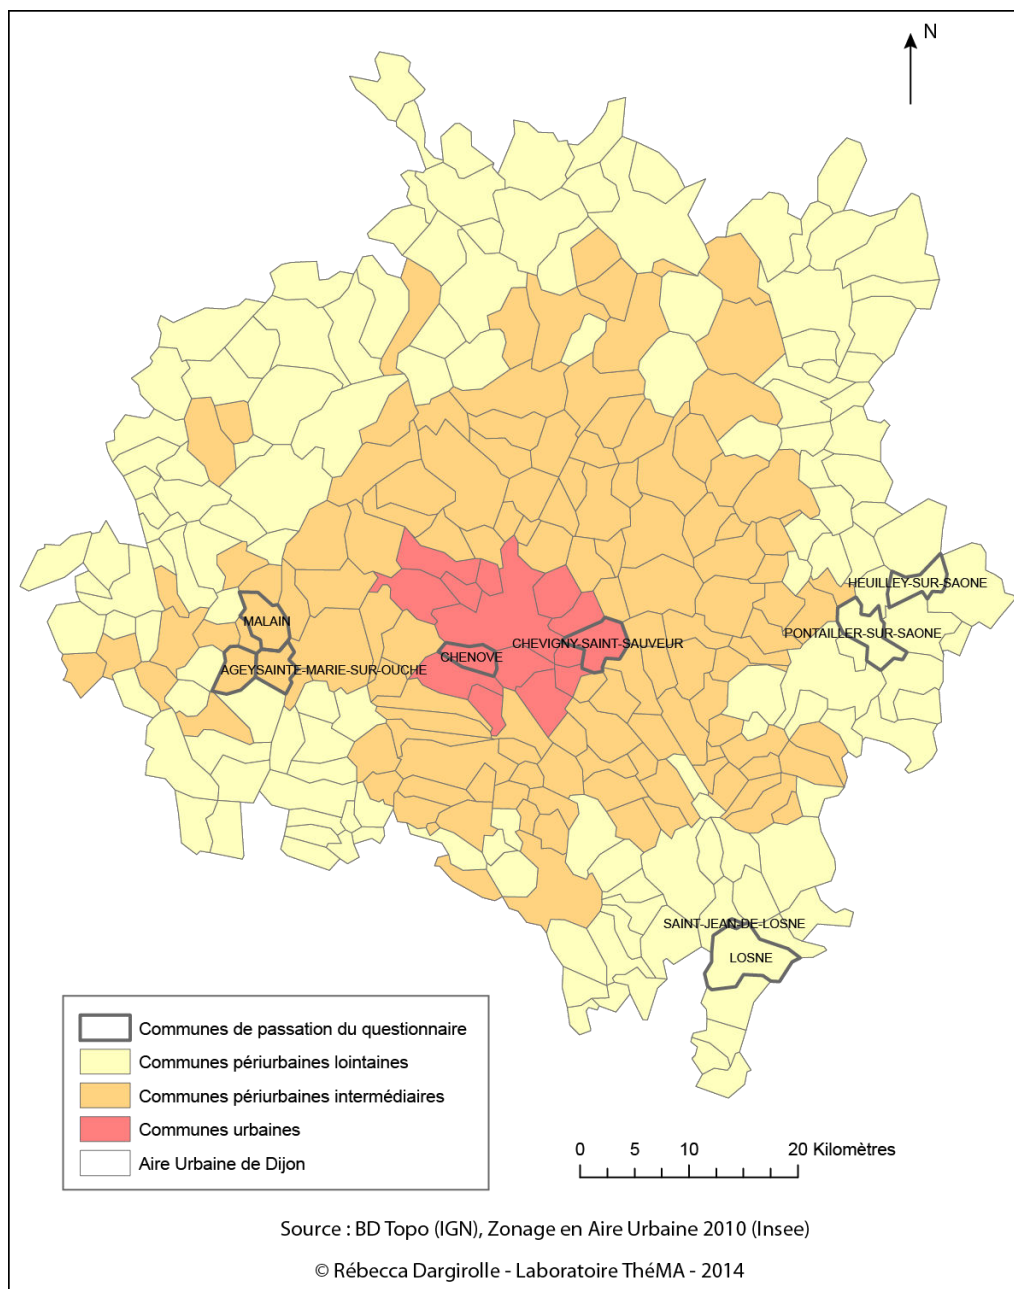 N
HEUILLEY-SUR-SAONE
MALAIN
PONTAILLER-SUR-SAONE
CHEVIGNY-SAINT-SAUVEUR
CHENOVE
AGEYSAINTE-MARIE-SUR-OUCHE
SAINT-JEAN-DE-LOSNE
LOSNE
Communes de passation du questionnaire
Communes périurbaines lointaines
Communes périurbaines intermédiaires
Communes urbaines
Aire Urbaine de Dijon
0 5 10 20 Kilomètres
Source : BD Topo (IGN), Zonage en Aire Urbaine 2010 (Insee)
© Rébecca Dargirolle - Laboratoire ThéMA - 2014